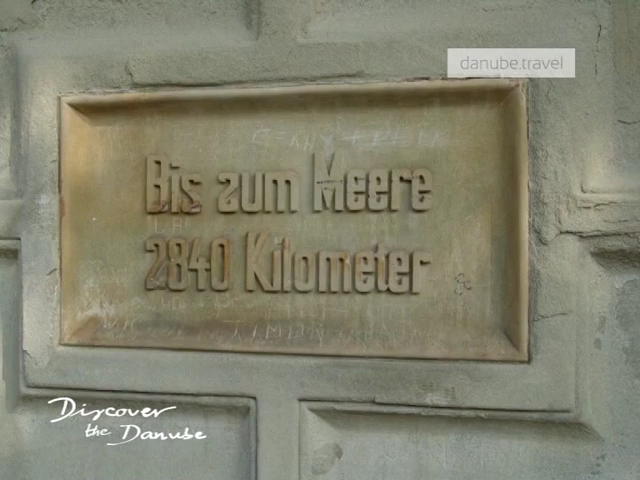 danube.travel
Bis zum Meere
2840 Kilometer
Discover
the Danube